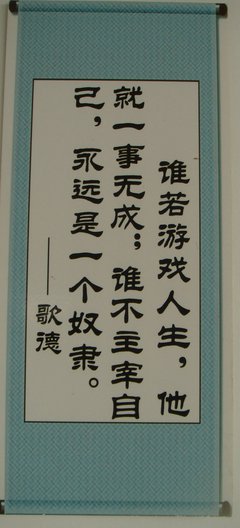 谁若游戏人生，他
就一事无成；谁不主宰自
己，永远是一个奴隶。
——歌德